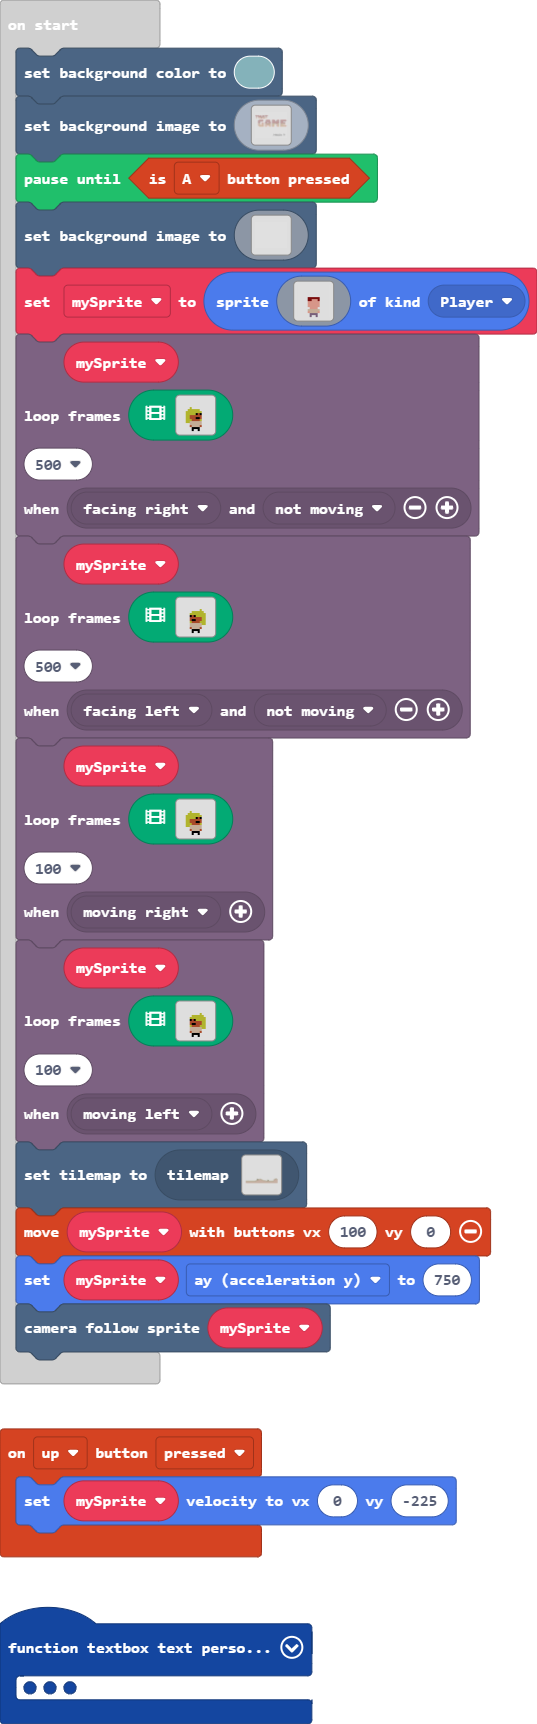 on start
set background color to
set background image to GAME
pause until is A button pressed
set background image to
set mySprite to sprite of kind Player
mySprite
loop frames
500
when facing right and not moving
mySprite
loop frames
500
when facing left and not moving
mySprite
loop frames
100
when moving right
mySprite
loop frames
100
when moving left
set tilemap to tilemap
move mySprite with buttons vx 100 vy 0
set mySprite ay (acceleration y) to 750
camera follow sprite mySprite
on up button pressed
set mySprite velocity to vx 0 vy -225
function textbox text perso...